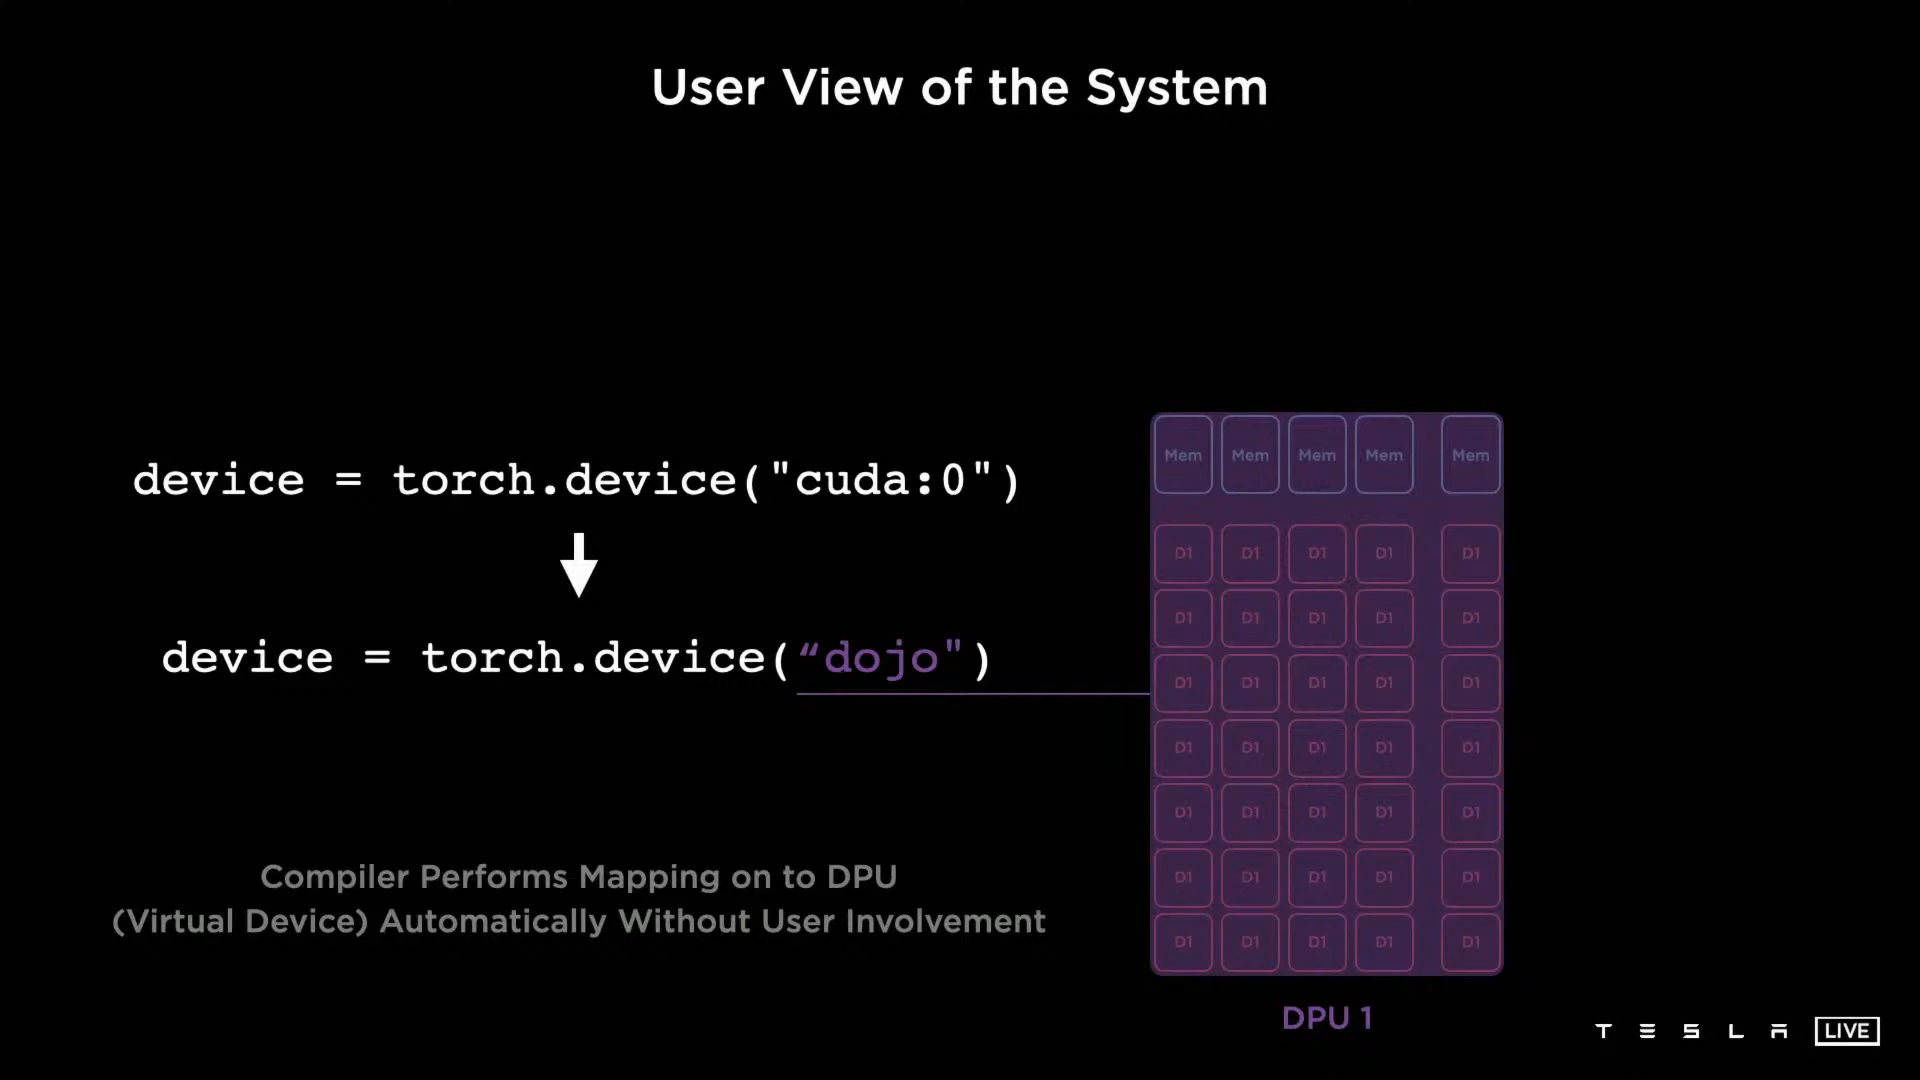 User View of the System
device = torch.device("cuda:0")
device = torch.device(“dojo")
Compiler Performs Mapping on to DPU
(Virtual Device) Automatically Without User Involvement
Mem Mem Mem Mem Mem
D1 D1 D1 D1 D1
D1 D1 D1 D1 D1
D1 D1 D1 D1 D1
D1 D1 D1 D1 D1
D1 D1 D1 D1 D1
D1 D1 D1 D1 D1
D1 D1 D1 D1 D1
DPU 1
TESLA LIVE